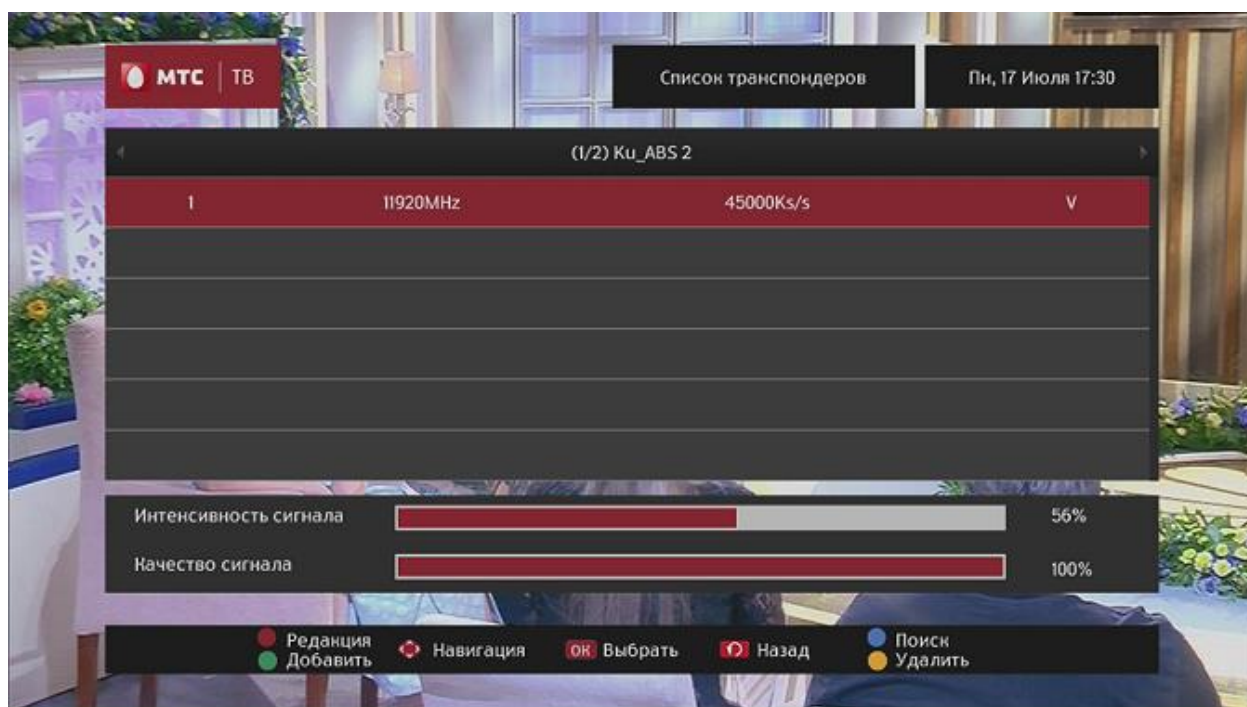 МТС | ТВ
Список транспондеров
Пн, 17 Июля 17:30
(1/2) Ku_ABS 2
1 11920MHz 45000Ks/s V
Интенсивность сигнала 56%
Качество сигнала 100%
Редакция
Добавить
Навигация
ОК Выбрать
Назад
Поиск
Удалить